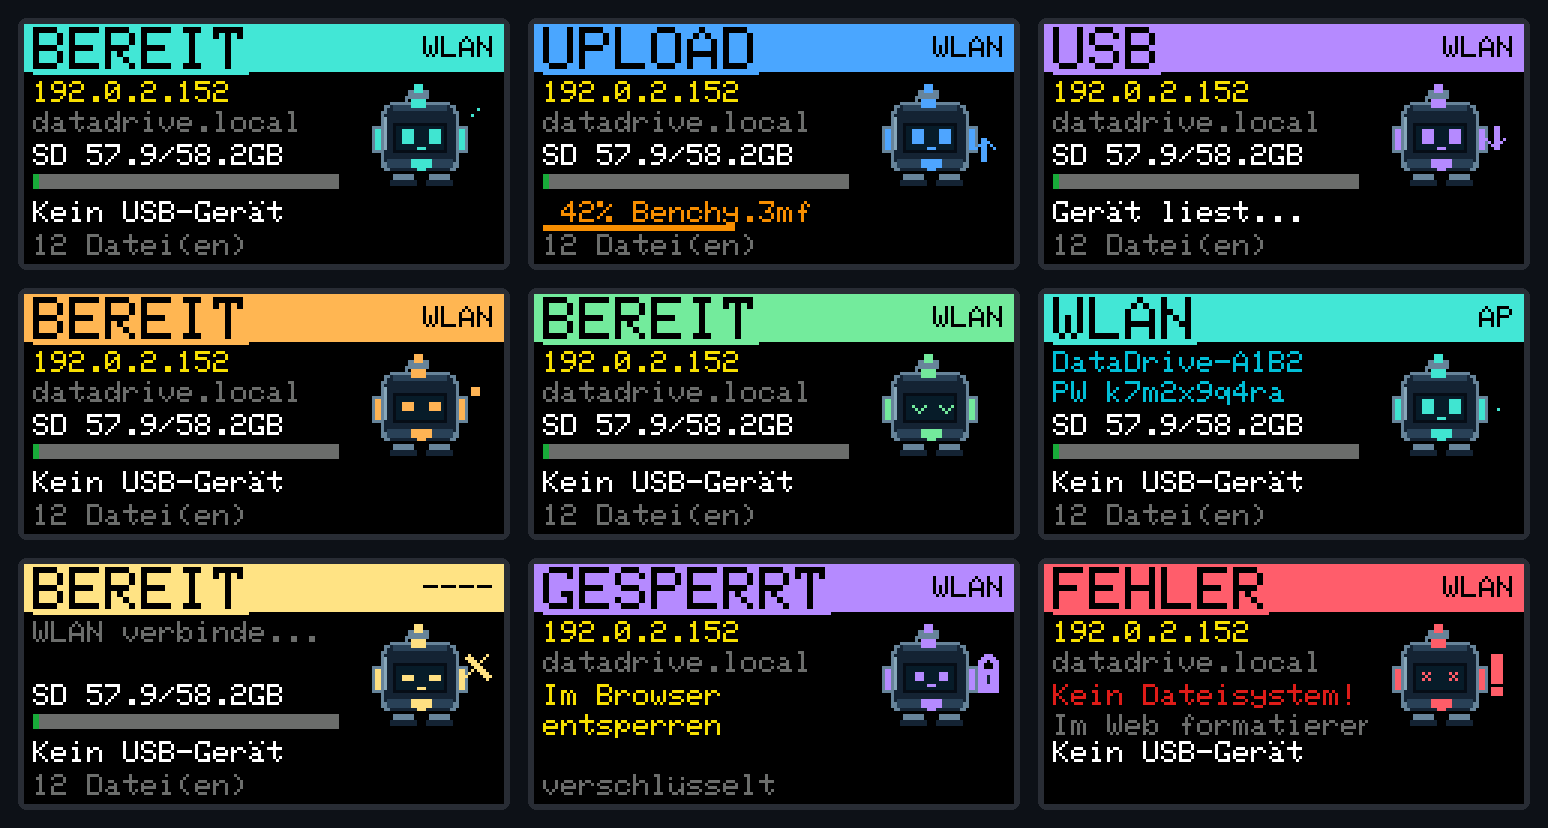 BEREIT WLAN
192.0.2.152
datadrive.local
SD 57.9/58.2GB
Kein USB-Gerät
12 Datei(en)
UPLOAD WLAN
192.0.2.152
datadrive.local
SD 57.9/58.2GB
42% Benchy.3mf
12 Datei(en)
USB WLAN
192.0.2.152
datadrive.local
SD 57.9/58.2GB
Gerät liest...
12 Datei(en)
BEREIT WLAN
192.0.2.152
datadrive.local
SD 57.9/58.2GB
Kein USB-Gerät
12 Datei(en)
BEREIT WLAN
192.0.2.152
datadrive.local
SD 57.9/58.2GB
Kein USB-Gerät
12 Datei(en)
WLAN AP
DataDrive-A1B2
PW k7m2x9q4ra
SD 57.9/58.2GB
Kein USB-Gerät
12 Datei(en)
BEREIT ----
WLAN verbinde...
SD 57.9/58.2GB
Kein USB-Gerät
12 Datei(en)
GESPERRT WLAN
192.0.2.152
datadrive.local
Im Browser
entsperren
verschlüsselt
FEHLER WLAN
192.0.2.152
datadrive.local
Kein Dateisystem!
Im Web formatierer
Kein USB-Gerät